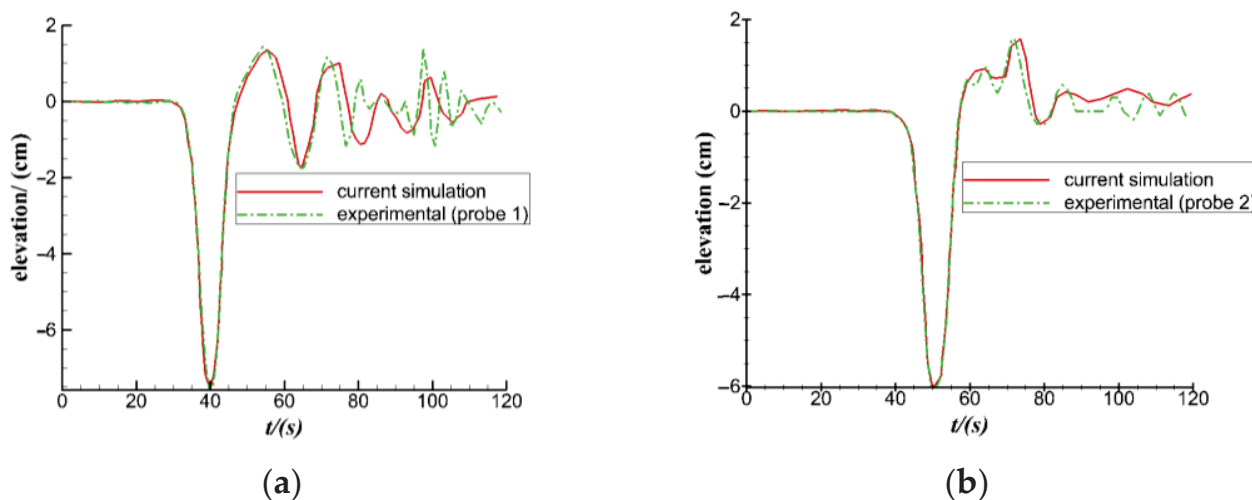 2
0
−2
−4
−6
elevation/ (cm)
current simulation
experimental (probe 1)
0
20
40
60
80
100
120
t/(s)
(a)
2
0
−2
−4
−6
elevation (cm)
current simulation
experimental (probe 2)
0
20
40
60
80
100
120
t/(s)
(b)